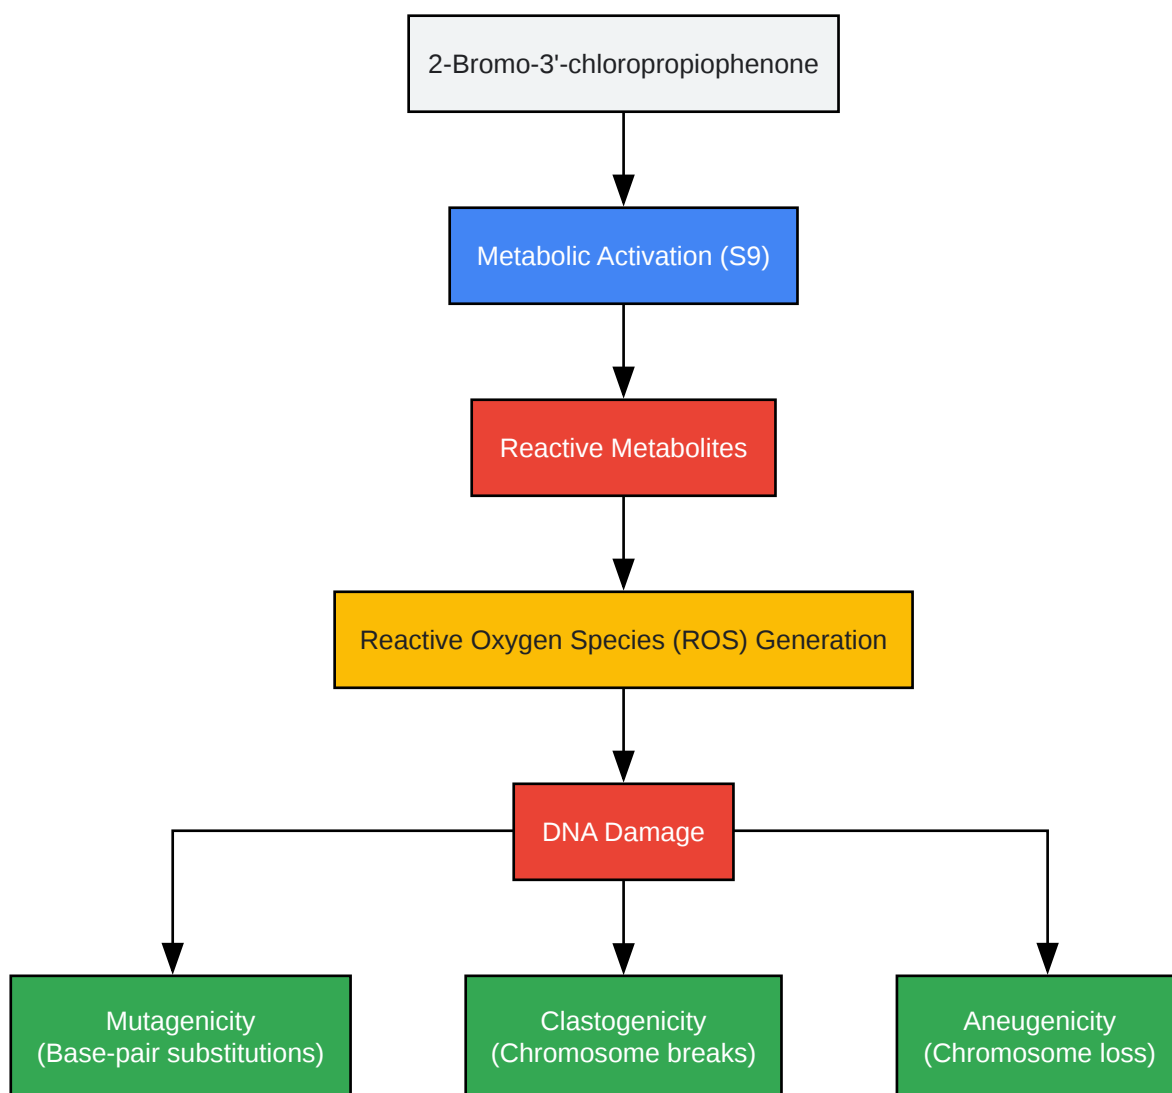 2-Bromo-3'-chloropropiophenone
Metabolic Activation (S9)
Reactive Metabolites
Reactive Oxygen Species (ROS) Generation
DNA Damage
Mutagenicity
(Base-pair substitutions)
Clastogenicity
(Chromosome breaks)
Aneugenicity
(Chromosome loss)